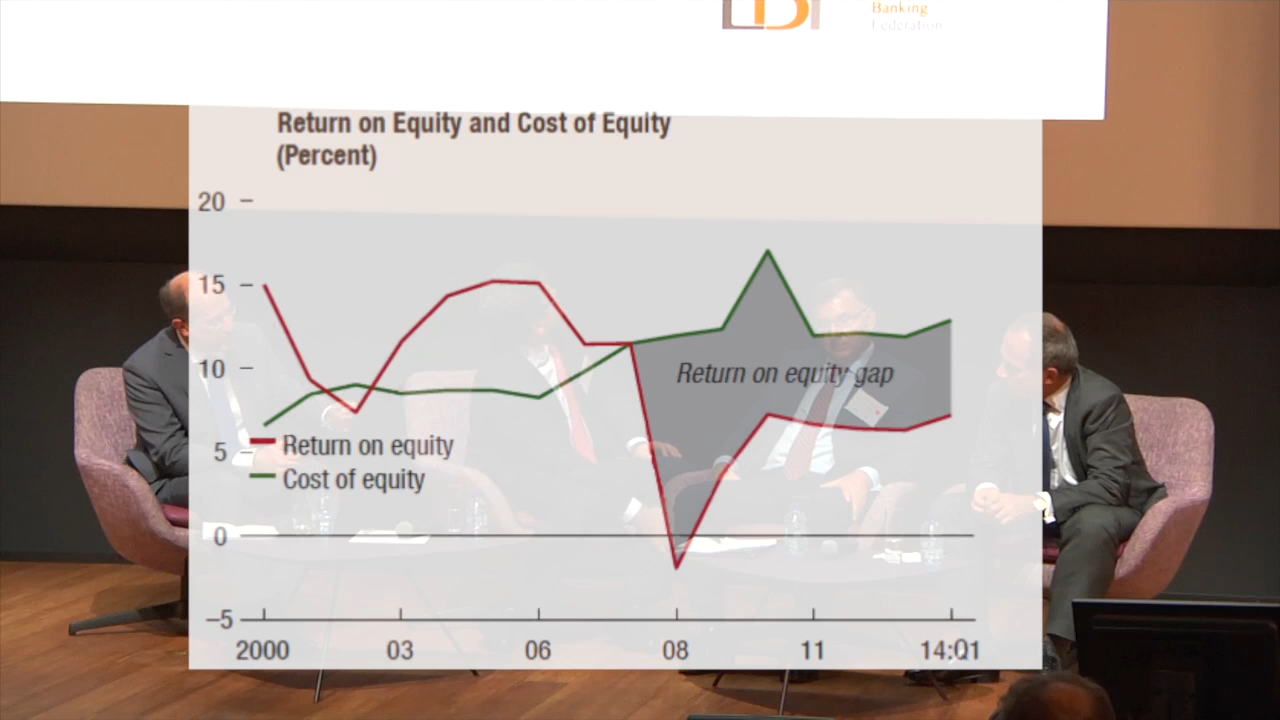 Banking
Federation
Return on Equity and Cost of Equity
(Percent)
20
15
10
5
0
–5
Return on equity gap
Return on equity
Cost of equity
2000 03 06 08 11 14:Q1